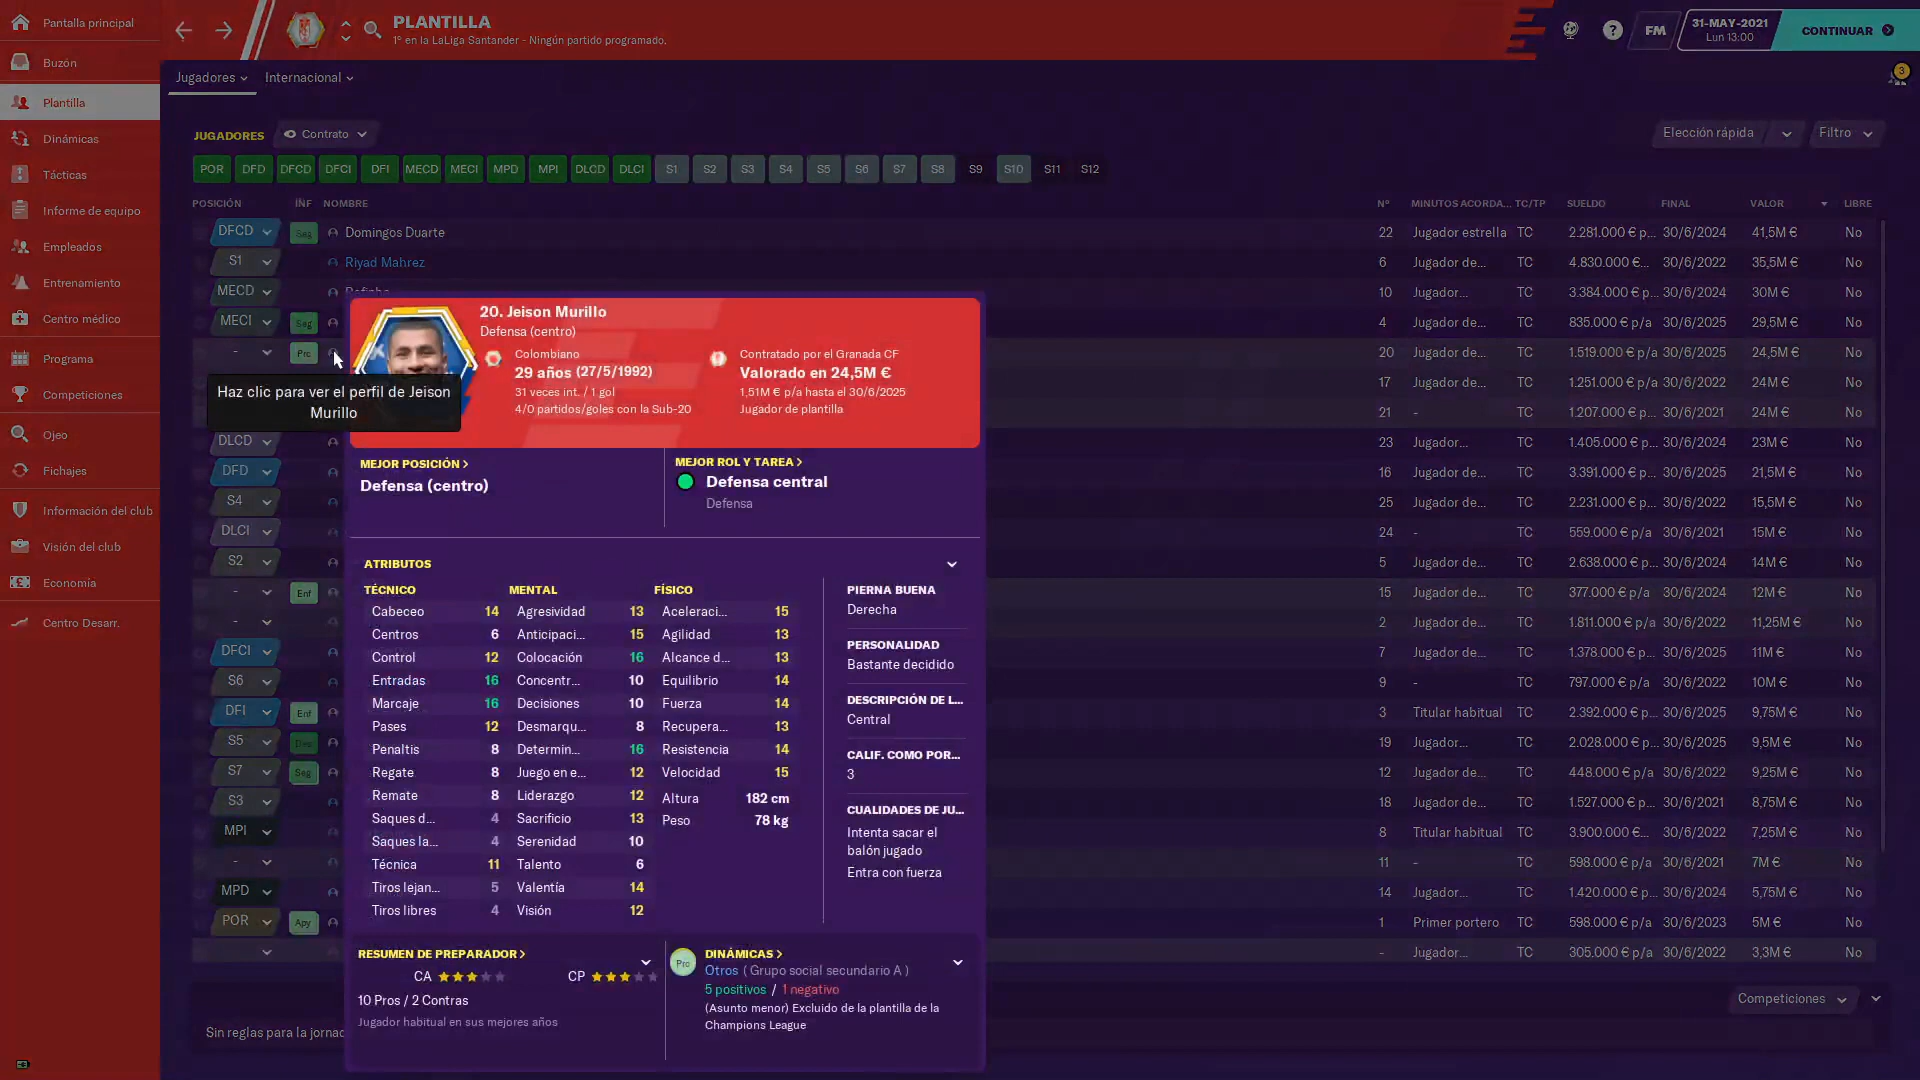 Pantalla principal
PLANTILLA
1º en la LaLiga Santander - Ningún partido programado.
FM
31-MAY-2021
Lun 13:00
CONTINUAR
Buzón
Plantilla
Dinámicas
Tácticas
Informe de equipo
Empleados
Entrenamiento
Centro médico
Programa
Calendario
Competiciones
Ojeo
Fichajes
Información del club
Visión del club
Economía
Centro Desarr.
Jugadores
Internacional
3
JUGADORES
Contrato
Elección rápida
Filtro
POR DFD DFCD DFCI DFI MECD MECI MPD MPI DLCD DLCI S1 S2 S3 S4 S5 S6 S7 S8 S9 S10 S11 S12
POSICIÓN INF NOMBRE Nº MINUTOS ACORDA... TC/TP SUELDO FINAL VALOR LIBRE
DFCD Seg Domingos Duarte 22 Jugador estrella TC 2.281.000 € p... 30/6/2024 41,5M € No
S1 Riyad Mahrez 6 Jugador de... TC 4.830.000 €... 30/6/2022 35,5M € No
MECD 10 Jugador... TC 3.384.000 € p... 30/6/2024 30M € No
MECI Seg 4 Jugador de... TC 835.000 € p/a 30/6/2022 29,5M € No
- Prc 20 Jugador de... TC 1.519.000 € p... 30/6/2025 24,5M € No
17 Jugador de... TC 1.251.000 € p/a 30/6/2022 24M € No
21 - TC 1.207.000 € p/a 30/6/2021 24M € No
DLCD 23 Jugador... TC 1.405.000 € p/a 30/6/2022 23M € No
DFD 16 Jugador de... TC 3.391.000 € p... 30/6/2025 21,5M € No
S4 25 Jugador de... TC 2.231.000 € p... 30/6/2022 15,5M € No
DLCI 24 - TC 559.000 € p/a 30/6/2021 15M € No
S2 5 Jugador de... TC 2.638.000 € p... 30/6/2024 14M € No
- Enf 15 Jugador de... TC 377.000 € p/a 30/6/2024 12M € No
- 2 Jugador de... TC 1.811.000 € p/a 30/6/2022 11,25M € No
DFCI 7 Jugador de... TC 1.378.000 € p/a 30/6/2025 11M € No
S6 9 - TC 797.000 € p/a 30/6/2022 10M € No
DFI Enf 3 Titular habitual TC 2.392.000 € p... 30/6/2025 9,75M € No
S5 19 Jugador... TC 2.028.000 € p... 30/6/2025 9,5M € No
S7 Seg 12 Jugador de... TC 448.000 € p/a 30/6/2022 9,25M € No
S3 18 Jugador de... TC 1.527.000 € p/a 30/6/2021 8,75M € No
MPI 8 Titular habitual TC 3.900.000 €... 30/6/2022 7,25M € No
- 11 - TC 598.000 € p/a 30/6/2021 7M € No
MPD 14 Jugador... TC 1.420.000 € p/a 30/6/2024 5,75M € No
POR Apy 1 Primer portero TC 598.000 € p/a 30/6/2023 5M € No
- Jugador... TC 305.000 € p/a 30/6/2022 3,3M € No
Haz clic para ver el perfil de Jeison
Murillo
20. Jeison Murillo
Defensa (centro)
Colombiano
29 años (27/5/1992)
31 veces int. / 1 gol
4/0 partidos/goles con la Sub-20
Contratado por el Granada CF
Valorado en 24,5M €
1,51M € p/a hasta el 30/6/2025
Jugador de plantilla
MEJOR POSICIÓN >
Defensa (centro)
MEJOR ROL Y TAREA >
Defensa central
Defensa
ATRIBUTOS
TÉCNICO MENTAL FÍSICO
Cabeceo 14 Agresividad 13 Aceleraci... 15
Centros 6 Anticipaci... 15 Agilidad 13
Control 12 Colocación 16 Alcance d... 13
Entradas 16 Concentr... 10 Equilibrio 14
Marcaje 16 Decisiones 10 Fuerza 14
Pases 12 Desmarqu... 8 Recupera... 13
Penaltis 8 Determin... 16 Resistencia 14
Regate 8 Juego en e... 12 Velocidad 15
Remate 8 Liderazgo 12 Altura 182 cm
Saques d... 4 Sacrificio 13 Peso 78 kg
Saques la... 4 Serenidad 10
Técnica 11 Talento 6
Tiros lejan... 5 Valentía 14
Tiros libres 4 Visión 12
PIERNA BUENA
Derecha
PERSONALIDAD
Bastante decidido
DESCRIPCIÓN DE L...
Central
CALIF. COMO POR...
3
CUALIDADES DE JU...
Intenta sacar el
balón jugado
Entra con fuerza
RESUMEN DE PREPARADOR >
CA CP
10 Pros / 2 Contras
Jugador habitual en sus mejores años
Prc
DINÁMICAS >
Otros ( Grupo social secundario A )
5 positivos / 1 negativo
(Asunto menor) Excluido de la plantilla de la
Champions League
Competiciones
Sin reglas para la jornad